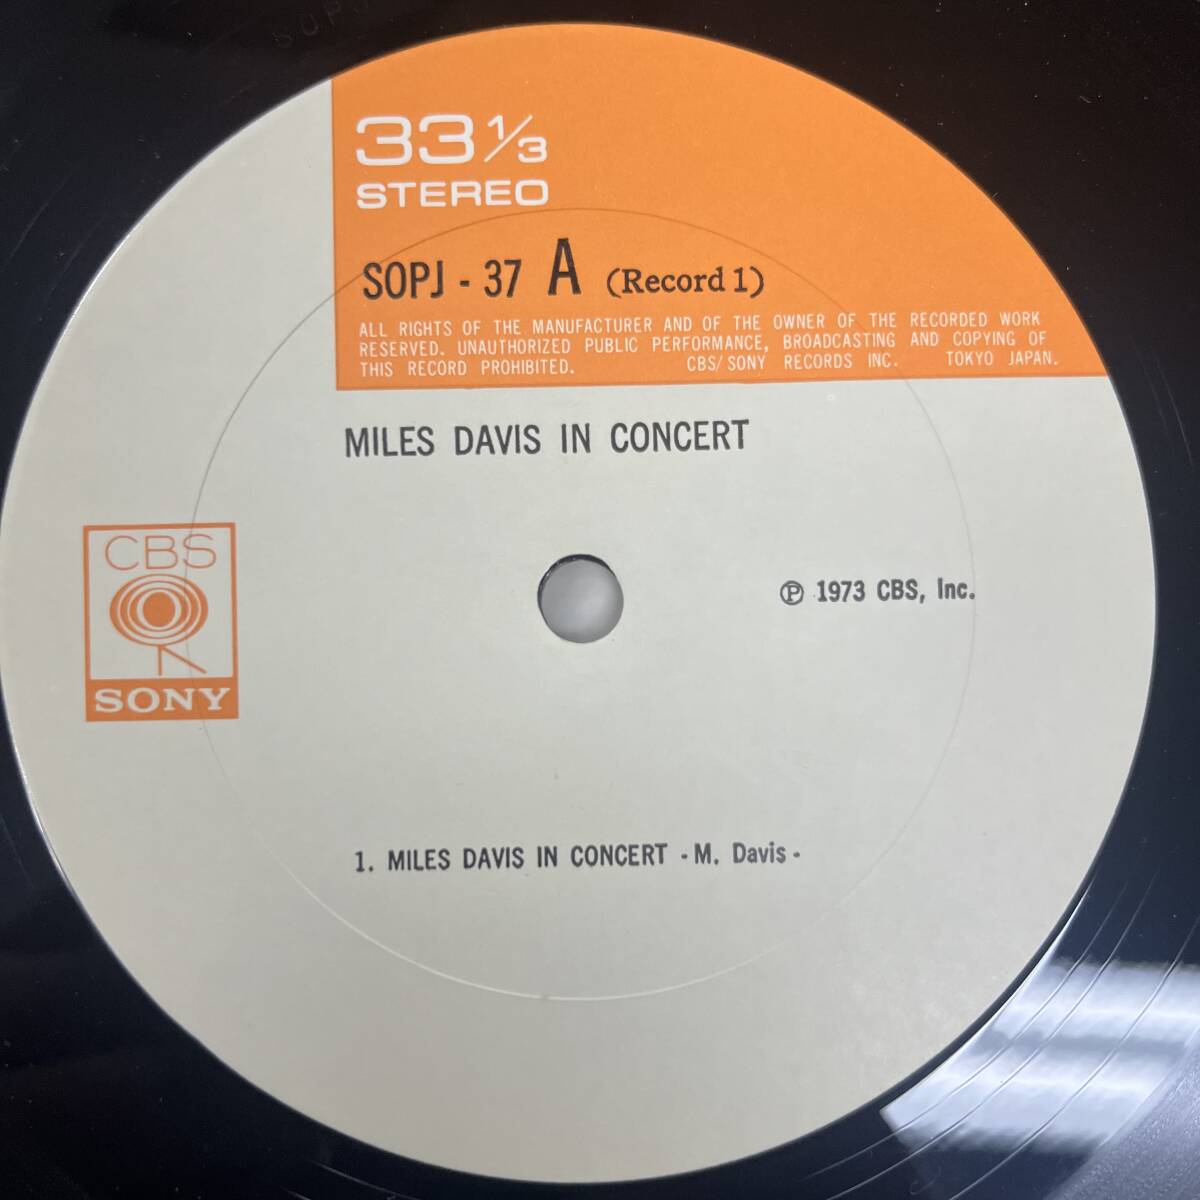 33 1/3
STEREO
SOPJ - 37 A (Record 1)
ALL RIGHTS OF THE MANUFACTURER AND OF THE OWNER OF THE RECORDED WORK
RESERVED. UNAUTHORIZED PUBLIC PERFORMANCE, BROADCASTING AND COPYING OF
THIS RECORD PROHIBITED. CBS/SONY RECORDS INC. TOKYO JAPAN.
MILES DAVIS IN CONCERT
CBS
SONY
℗ 1973 CBS, Inc.
1. MILES DAVIS IN CONCERT - M. Davis -